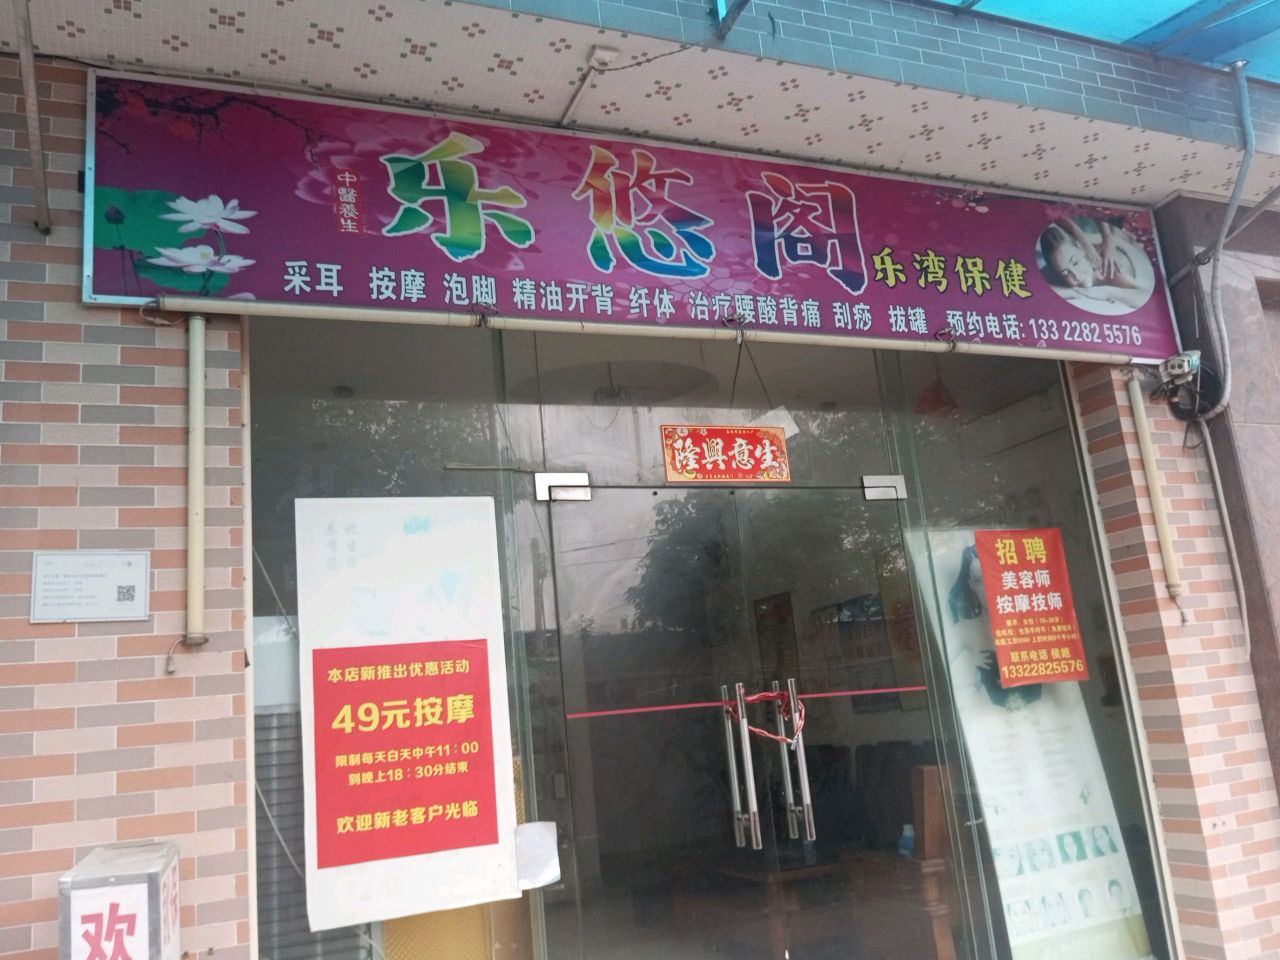 中醫養生
乐悠阁
乐湾保健
采耳 按摩 泡脚 精油开背 纤体 治疗腰酸背痛 刮痧 拔罐 预约电话: 133 2282 5576
隆興意生
招聘
美容师
按摩技师
联系电话 侯姐
13322825576
本店新推出优惠活动
49元按摩
限制每天白天中午11：00
到晚上18：30分结束
欢迎新老客户光临
欢